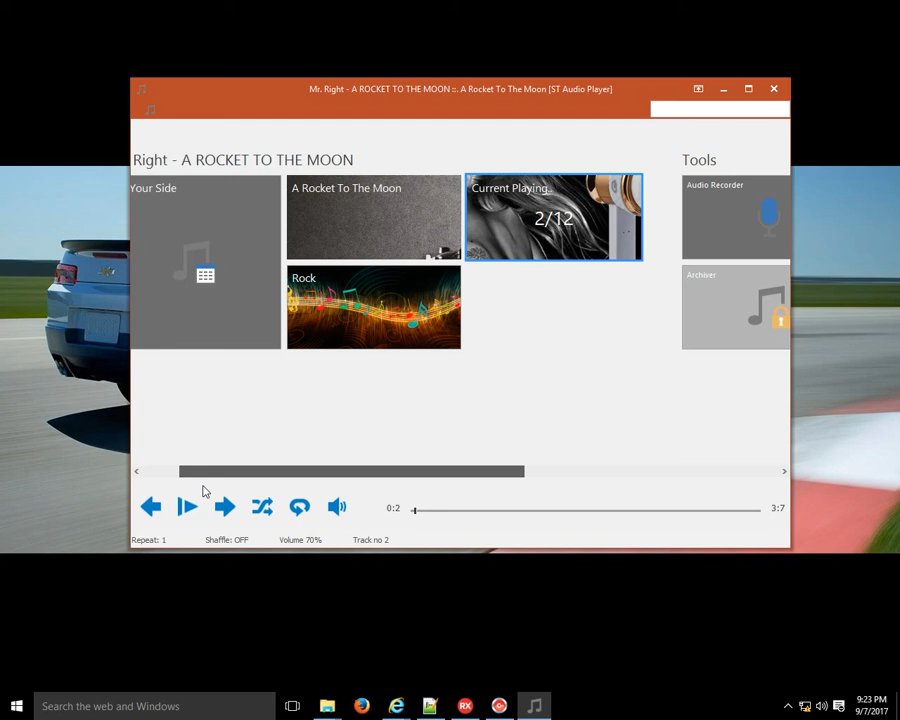 Mr. Right - A ROCKET TO THE MOON ::. A Rocket To The Moon [ST Audio Player]
Right - A ROCKET TO THE MOON
Tools
Your Side
A Rocket To The Moon
Current Playing..
2/12
Audio Recorder
Rock
Archiver
0:2
3:7
Repeat: 1
Shaffle: OFF
Volume 70%
Track no 2
Search the web and Windows
RX
9:23 PM
9/7/2017